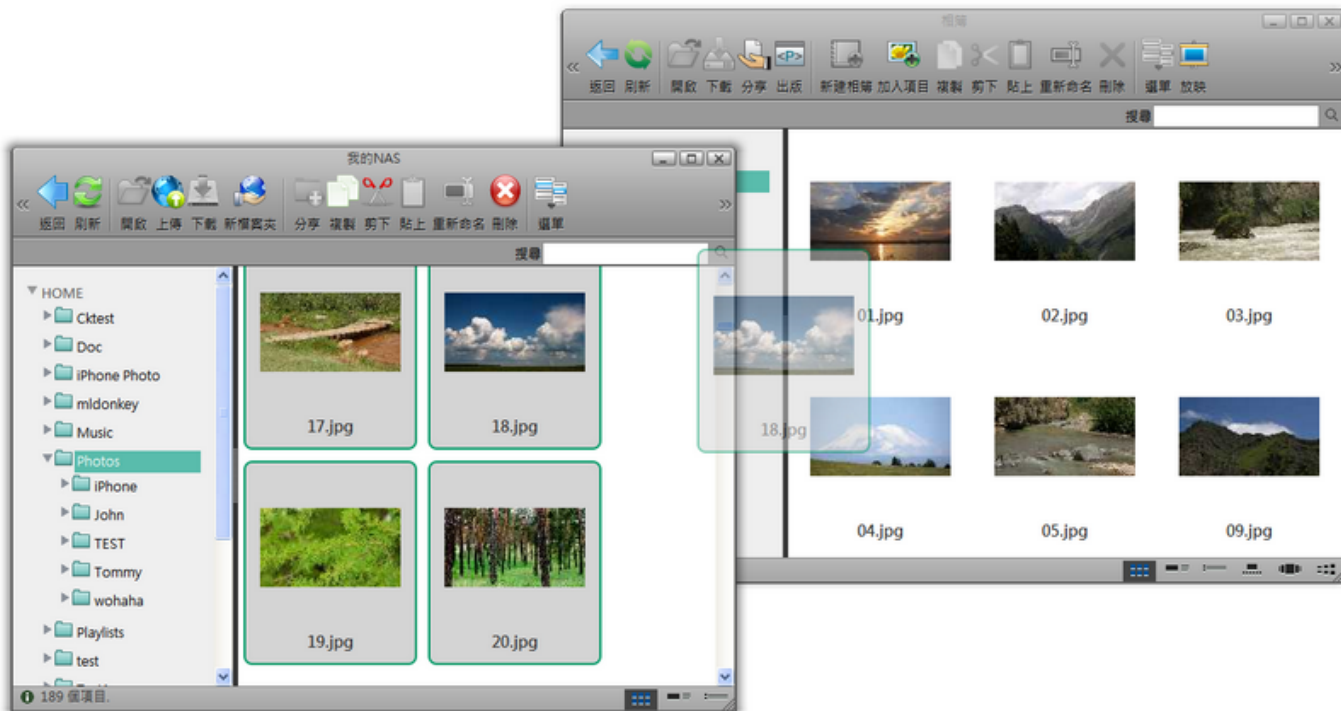 相簿
« 返回 刷新 開啟 下載 分享 <P> 出版 新建相簿 加入項目 複製 剪下 貼上 重新命名 刪除 選單 放映 »
搜尋
01.jpg 02.jpg 03.jpg
04.jpg 05.jpg 09.jpg
我的NAS
« 返回 刷新 開啟 上傳 下載 新檔案夾 分享 複製 剪下 貼上 重新命名 刪除 選單 »
搜尋
HOME
Cktest
Doc
iPhone Photo
mldonkey
Music
Photos
iPhone
John
TEST
Tommy
wohaha
Playlists
test
17.jpg 18.jpg
19.jpg 20.jpg
18.jpg
189 個項目.